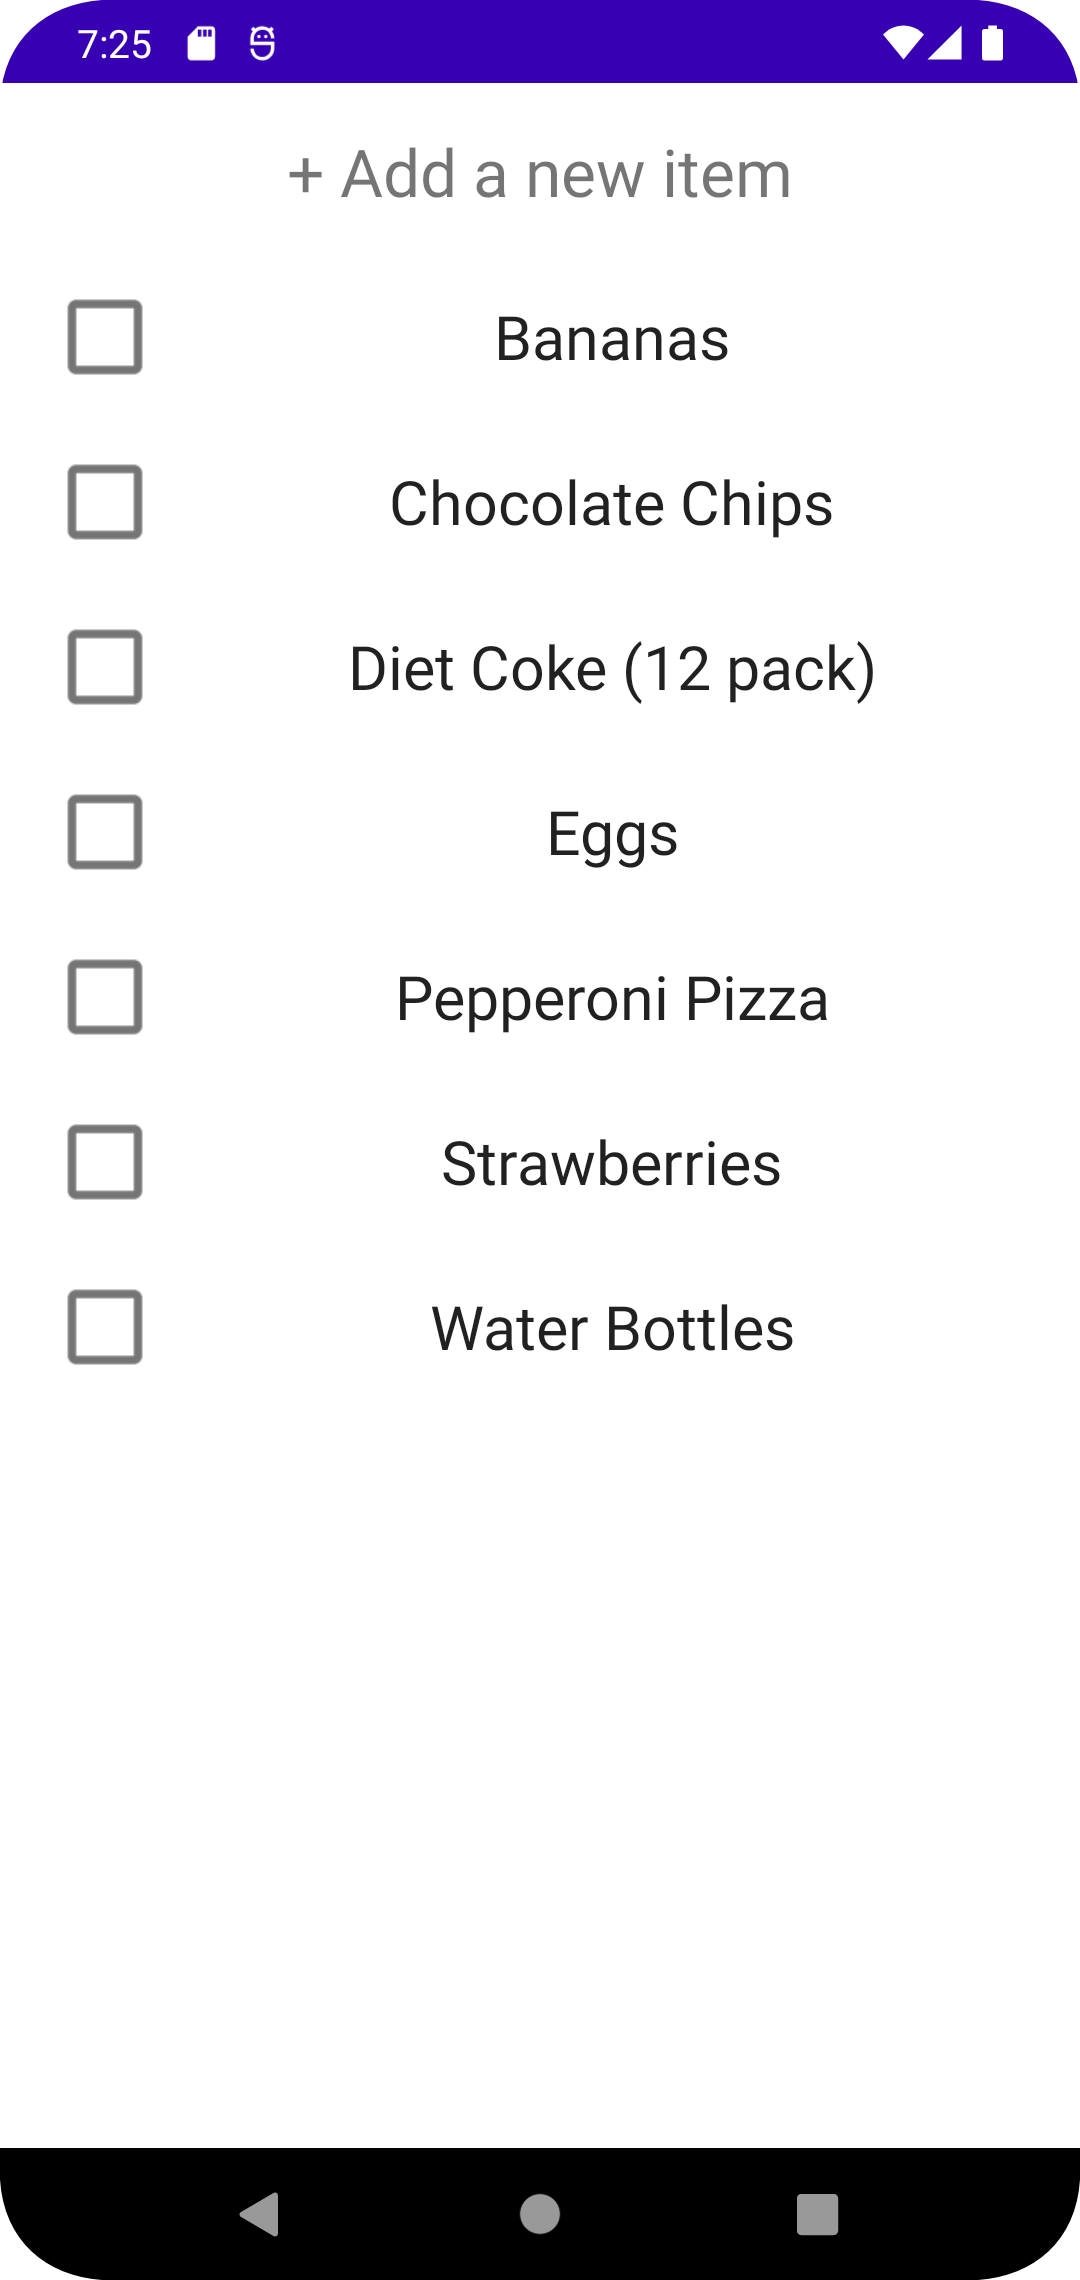 7:25
+ Add a new item
Bananas
Chocolate Chips
Diet Coke (12 pack)
Eggs
Pepperoni Pizza
Strawberries
Water Bottles